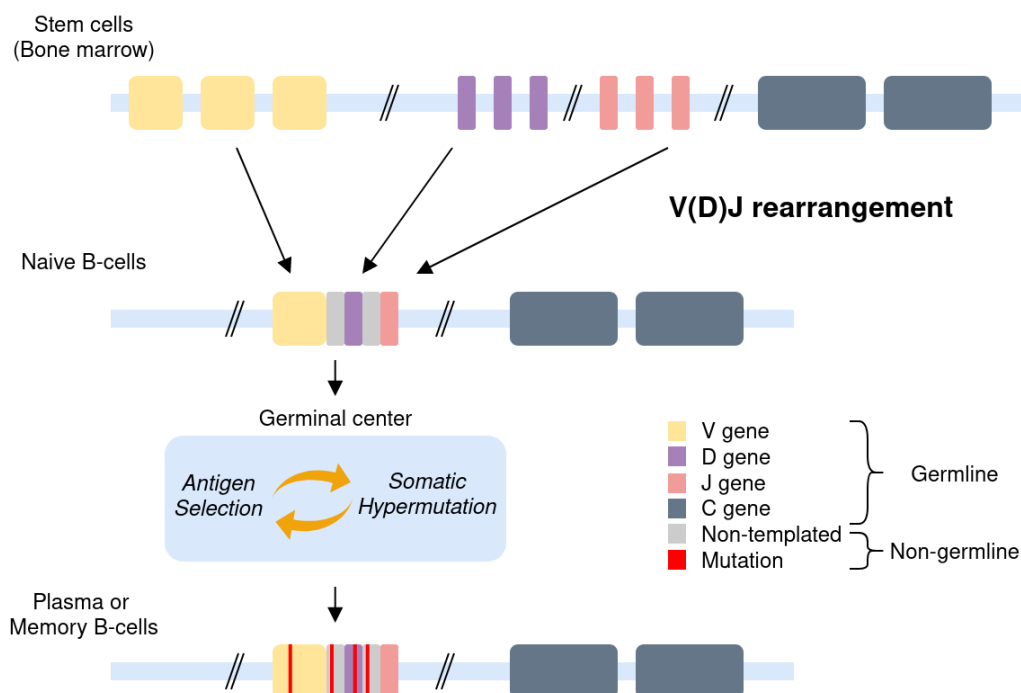 Stem cells
(Bone marrow)
V(D)J rearrangement
Naive B-cells
Germinal center
Antigen
Selection
Somatic
Hypermutation
V gene
D gene
J gene
C gene
Non-templated
Mutation
Germline
Non-germline
Plasma or
Memory B-cells